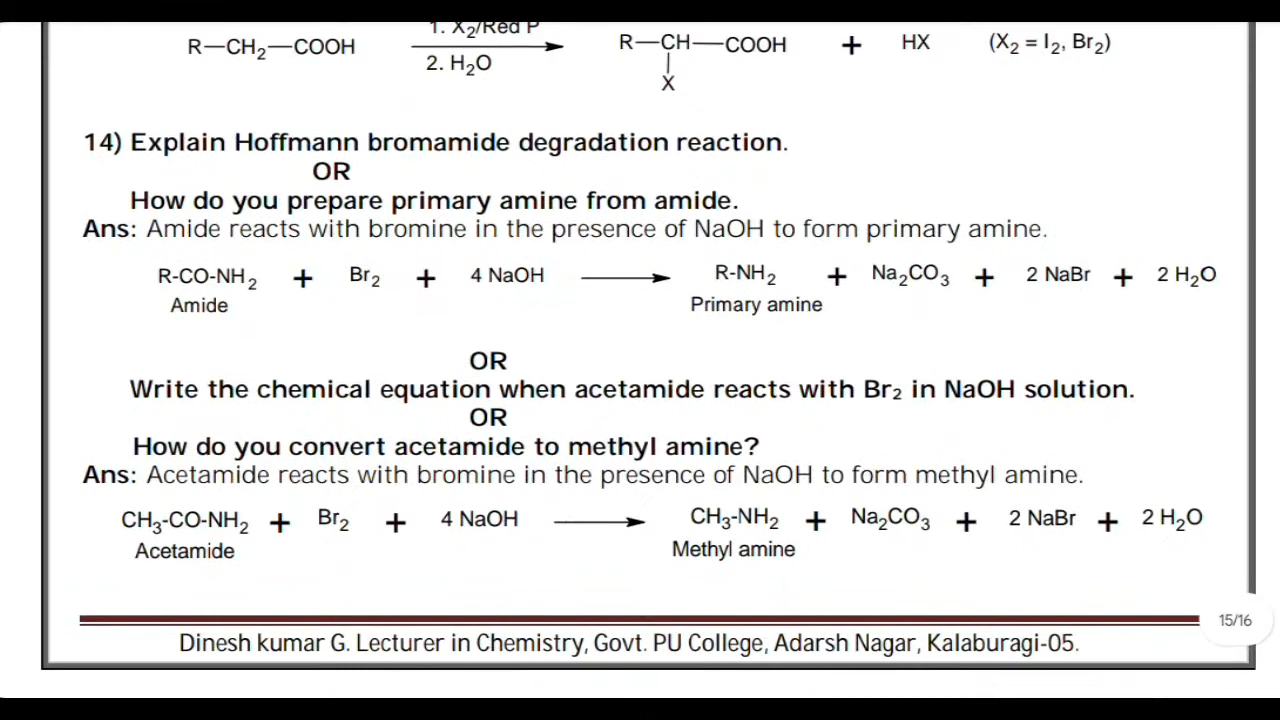 1. X₂/Red P
R—CH₂—COOH R—CH—COOH + HX (X₂ = I₂, Br₂)
2. H₂O
X
14) Explain Hoffmann bromamide degradation reaction.
OR
How do you prepare primary amine from amide.
Ans: Amide reacts with bromine in the presence of NaOH to form primary amine.
R-CO-NH₂ + Br₂ + 4 NaOH R-NH₂ + Na₂CO₃ + 2 NaBr + 2 H₂O
Amide Primary amine
OR
Write the chemical equation when acetamide reacts with Br₂ in NaOH solution.
OR
How do you convert acetamide to methyl amine?
Ans: Acetamide reacts with bromine in the presence of NaOH to form methyl amine.
CH₃-CO-NH₂ + Br₂ + 4 NaOH CH₃-NH₂ + Na₂CO₃ + 2 NaBr + 2 H₂O
Acetamide Methyl amine
15/16
Dinesh kumar G. Lecturer in Chemistry, Govt. PU College, Adarsh Nagar, Kalaburagi-05.